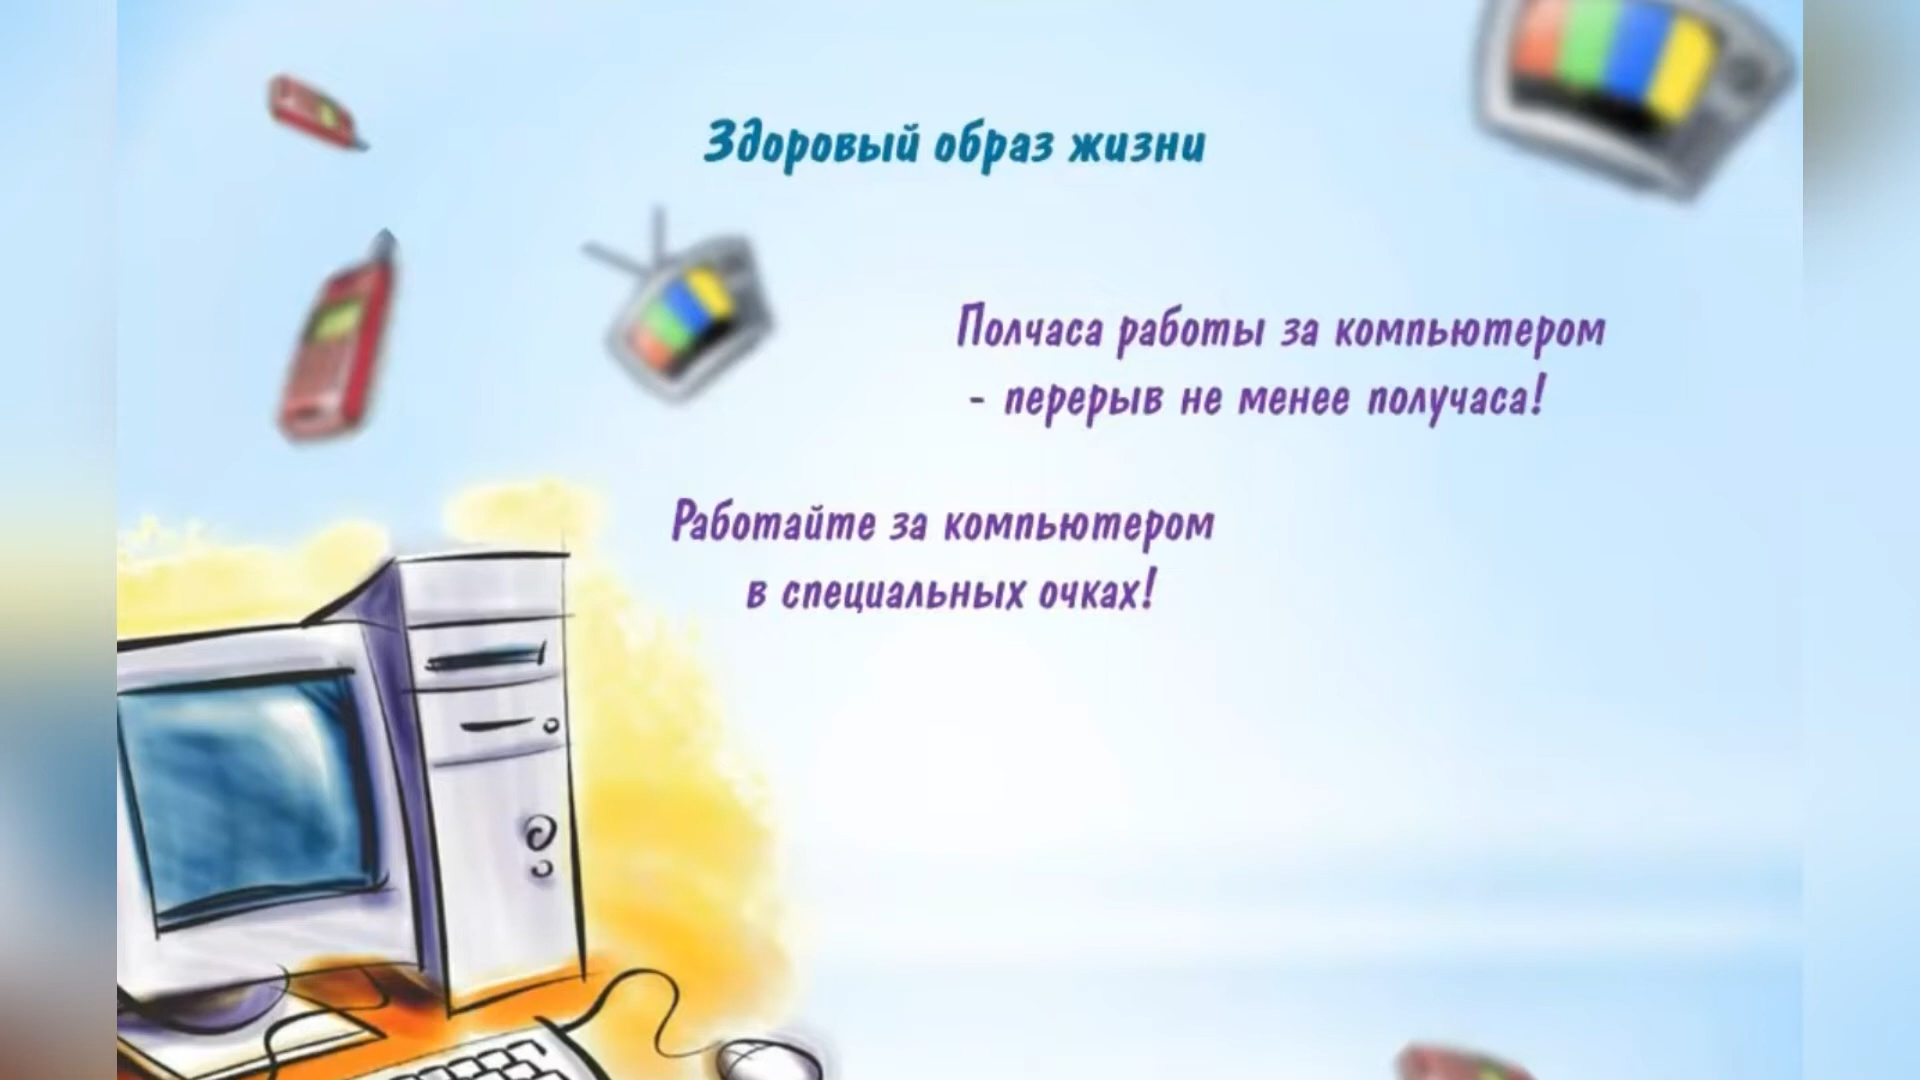 Здоровый образ жизни
Полчаса работы за компьютером
- перерыв не менее получаса!
Работайте за компьютером
в специальных очках!